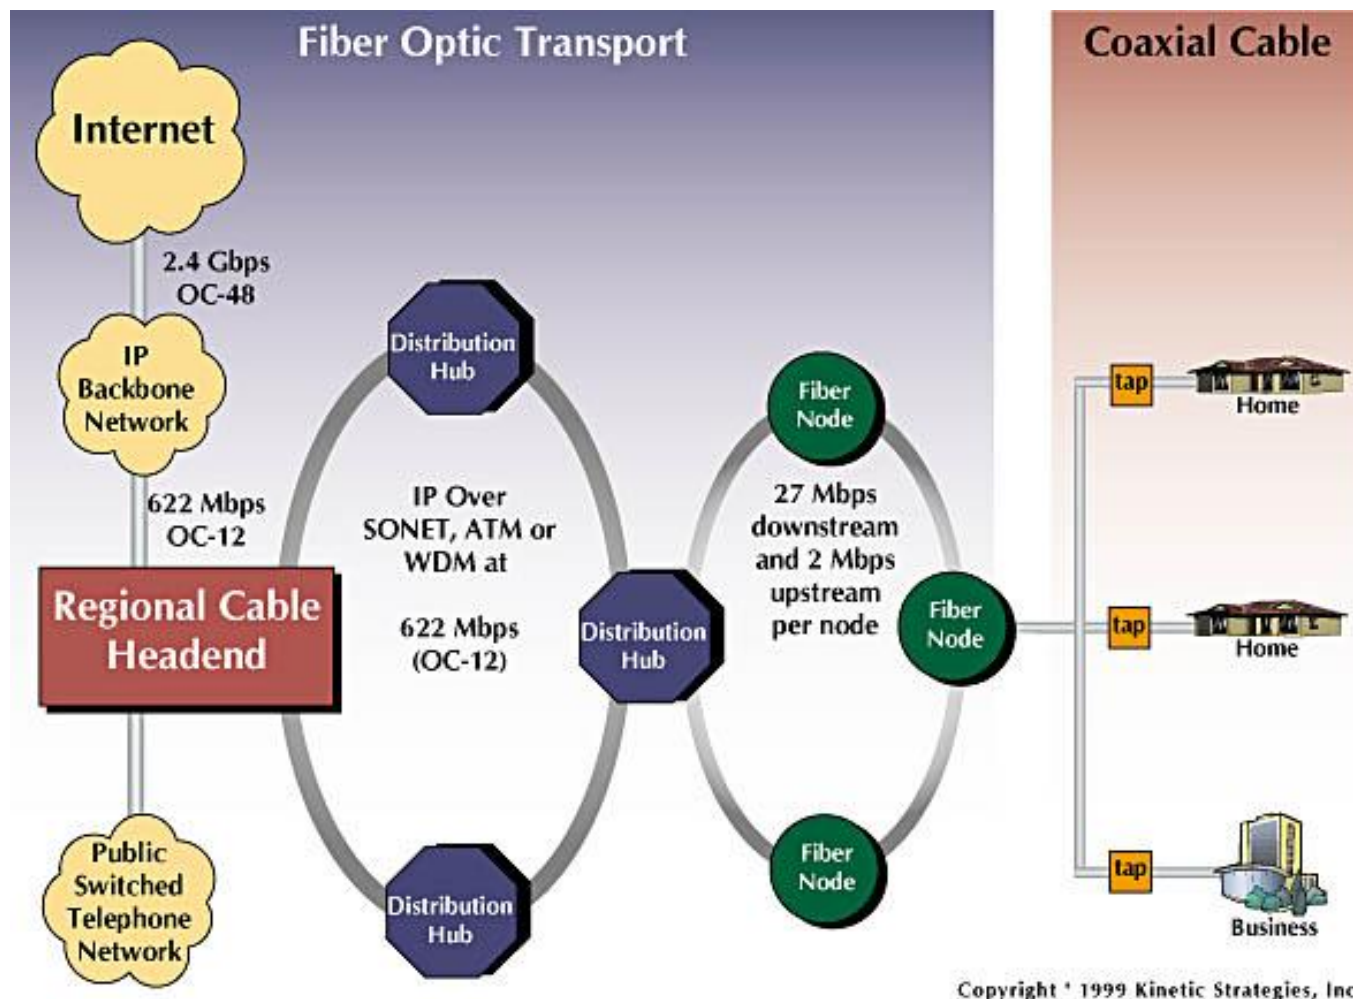 Fiber Optic Transport
Coaxial Cable
Internet
2.4 Gbps
OC-48
IP
Backbone
Network
622 Mbps
OC-12
Regional Cable
Headend
Public
Switched
Telephone
Network
Distribution
Hub
IP Over
SONET, ATM or
WDM at
622 Mbps
(OC-12)
Distribution
Hub
Distribution
Hub
Fiber
Node
27 Mbps
downstream
and 2 Mbps
upstream
per node
Fiber
Node
Fiber
Node
tap
Home
tap
Home
tap
Business
Copyright * 1999 Kinetic Strategies, Inc